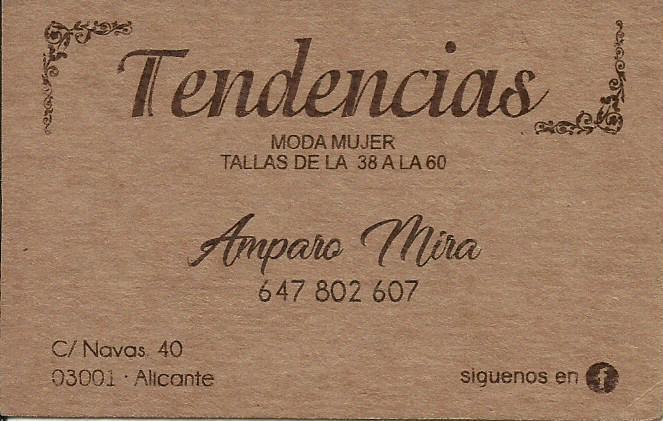 Tendencias
MODA MUJER
TALLAS DE LA 38 A LA 60
Amparo Mira
647 802 607
C/ Navas, 40
03001 · Alicante
siguenos en f